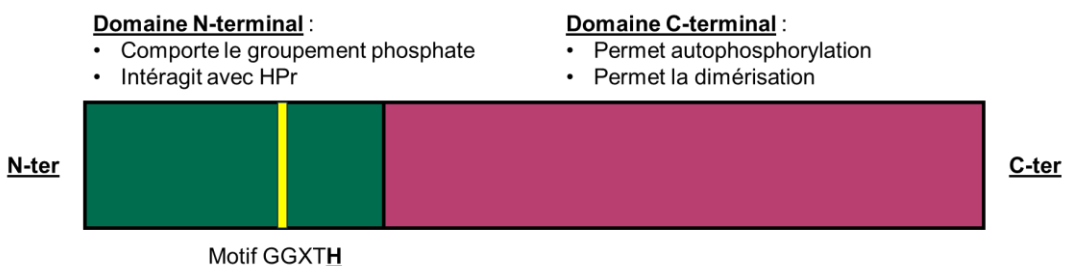 Domaine N-terminal :
• Comporte le groupement phosphate
• Intéragit avec HPr
Domaine C-terminal :
• Permet autophosphorylation
• Permet la dimérisation
N-ter
C-ter
Motif GGXTH